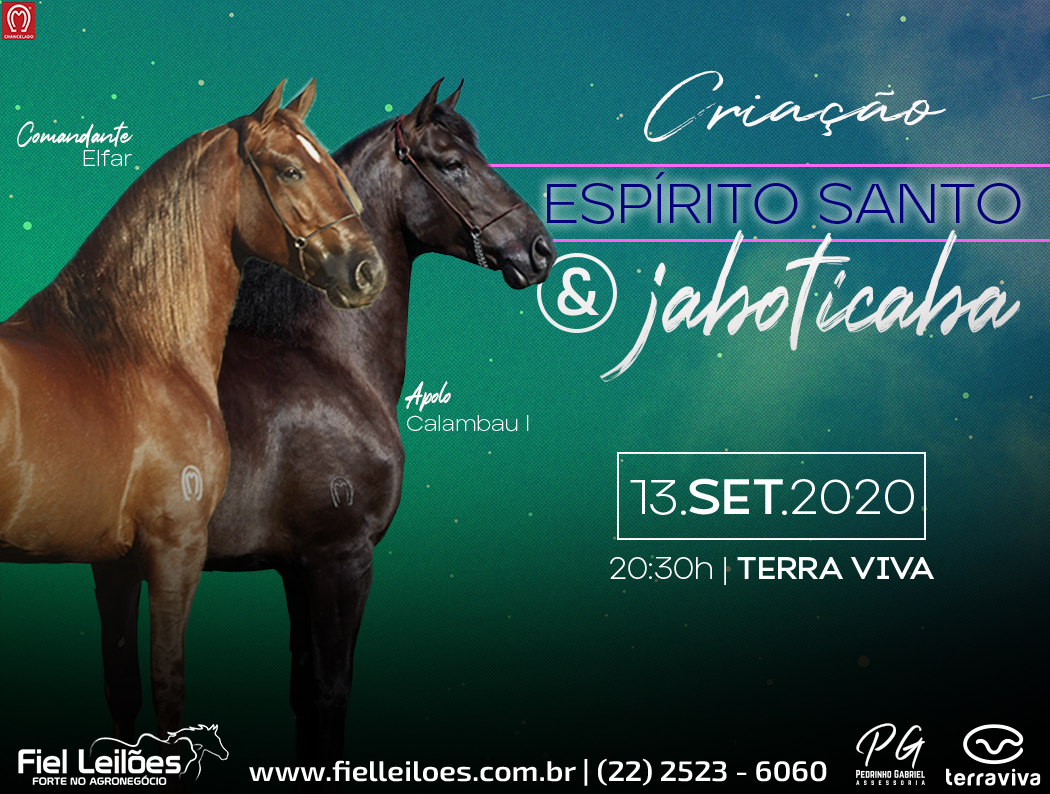 CHANCELADO
Comandante
Elfar
Criação
ESPÍRITO SANTO
& jaboticaba
Apolo
Calambau I
13.SET.2020
20:30h | TERRA VIVA
Fiel Leilões
FORTE NO AGRONEGÓCIO
www.fielleiloes.com.br | (22) 2523 - 6060
PG
PEDRINHO GABRIEL
ASSESSORIA
terraviva